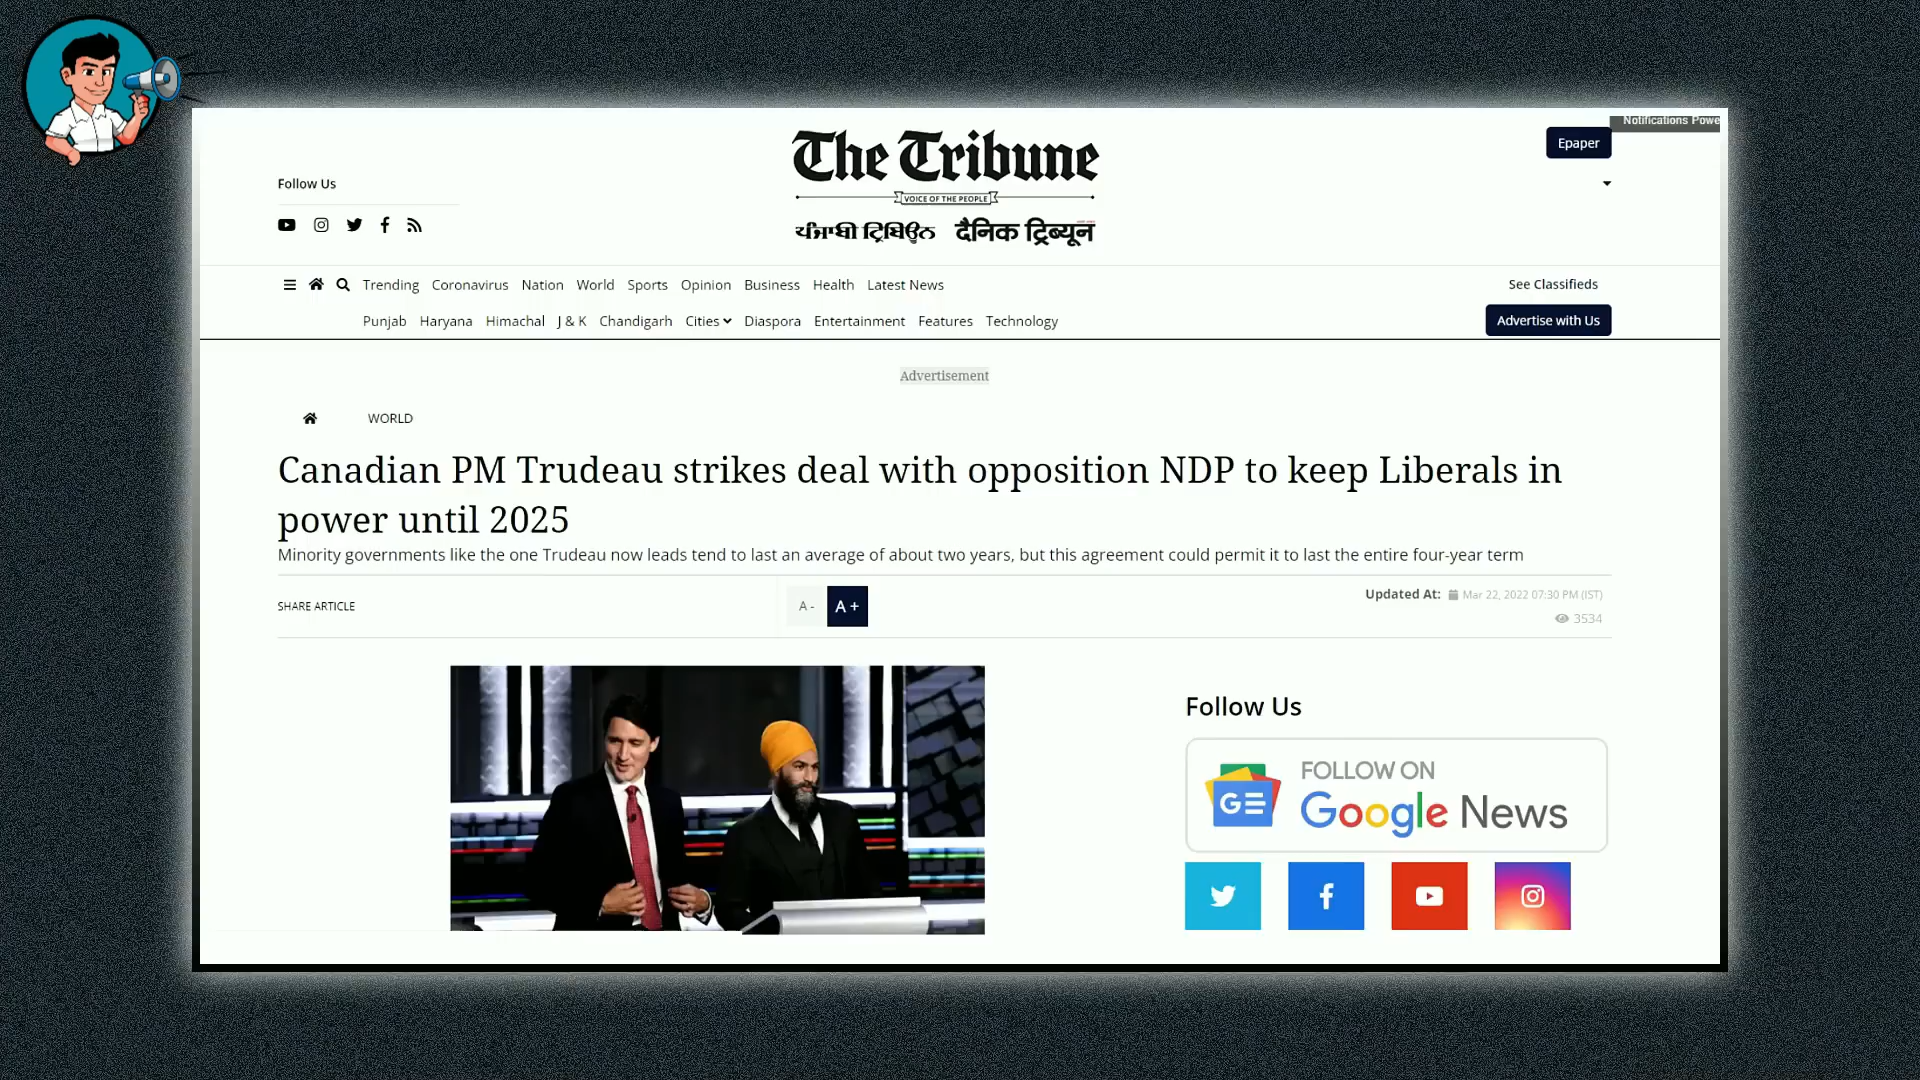 Notifications Powe
Epaper
The Tribune
VOICE OF THE PEOPLE
ਪੰਜਾਬੀ ਟ੍ਰਿਬਿਊਨ दैनिक ट्रिब्यून
Follow Us
Trending Coronavirus Nation World Sports Opinion Business Health Latest News
See Classifieds
Punjab Haryana Himachal J & K Chandigarh Cities Diaspora Entertainment Features Technology
Advertise with Us
Advertisement
WORLD
Canadian PM Trudeau strikes deal with opposition NDP to keep Liberals in
power until 2025
Minority governments like the one Trudeau now leads tend to last an average of about two years, but this agreement could permit it to last the entire four-year term
SHARE ARTICLE
A - A +
Updated At: Mar 22, 2022 07:30 PM (IST)
3534
Follow Us
GE
FOLLOW ON
Google News